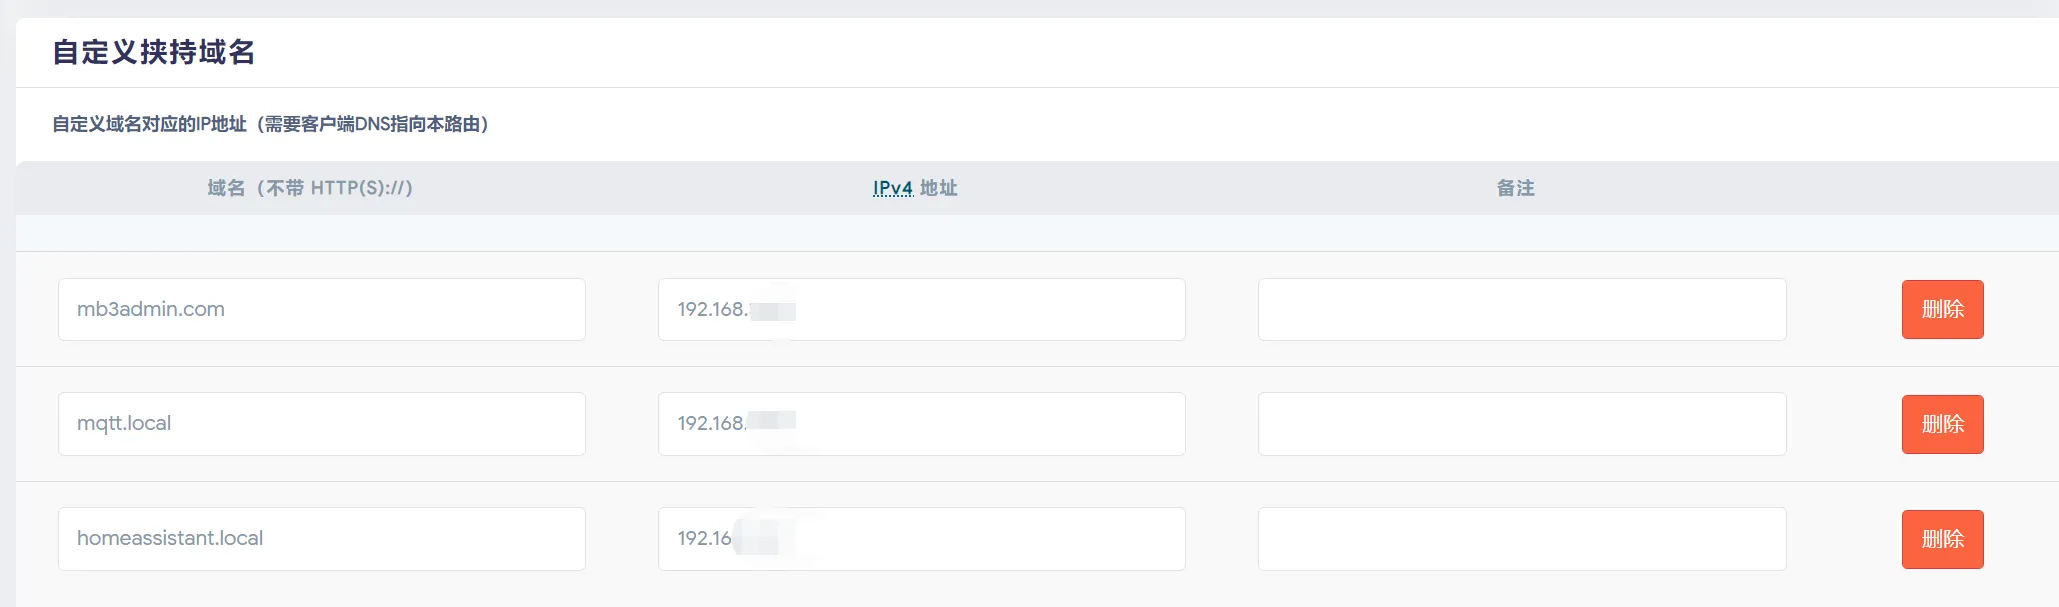 自定义挟持域名
自定义域名对应的IP地址（需要客户端DNS指向本路由）
域名（不带 HTTP(S)://） IPv4 地址 备注
mb3admin.com 192.168. 删除
mqtt.local 192.168. 删除
homeassistant.local 192.16 删除